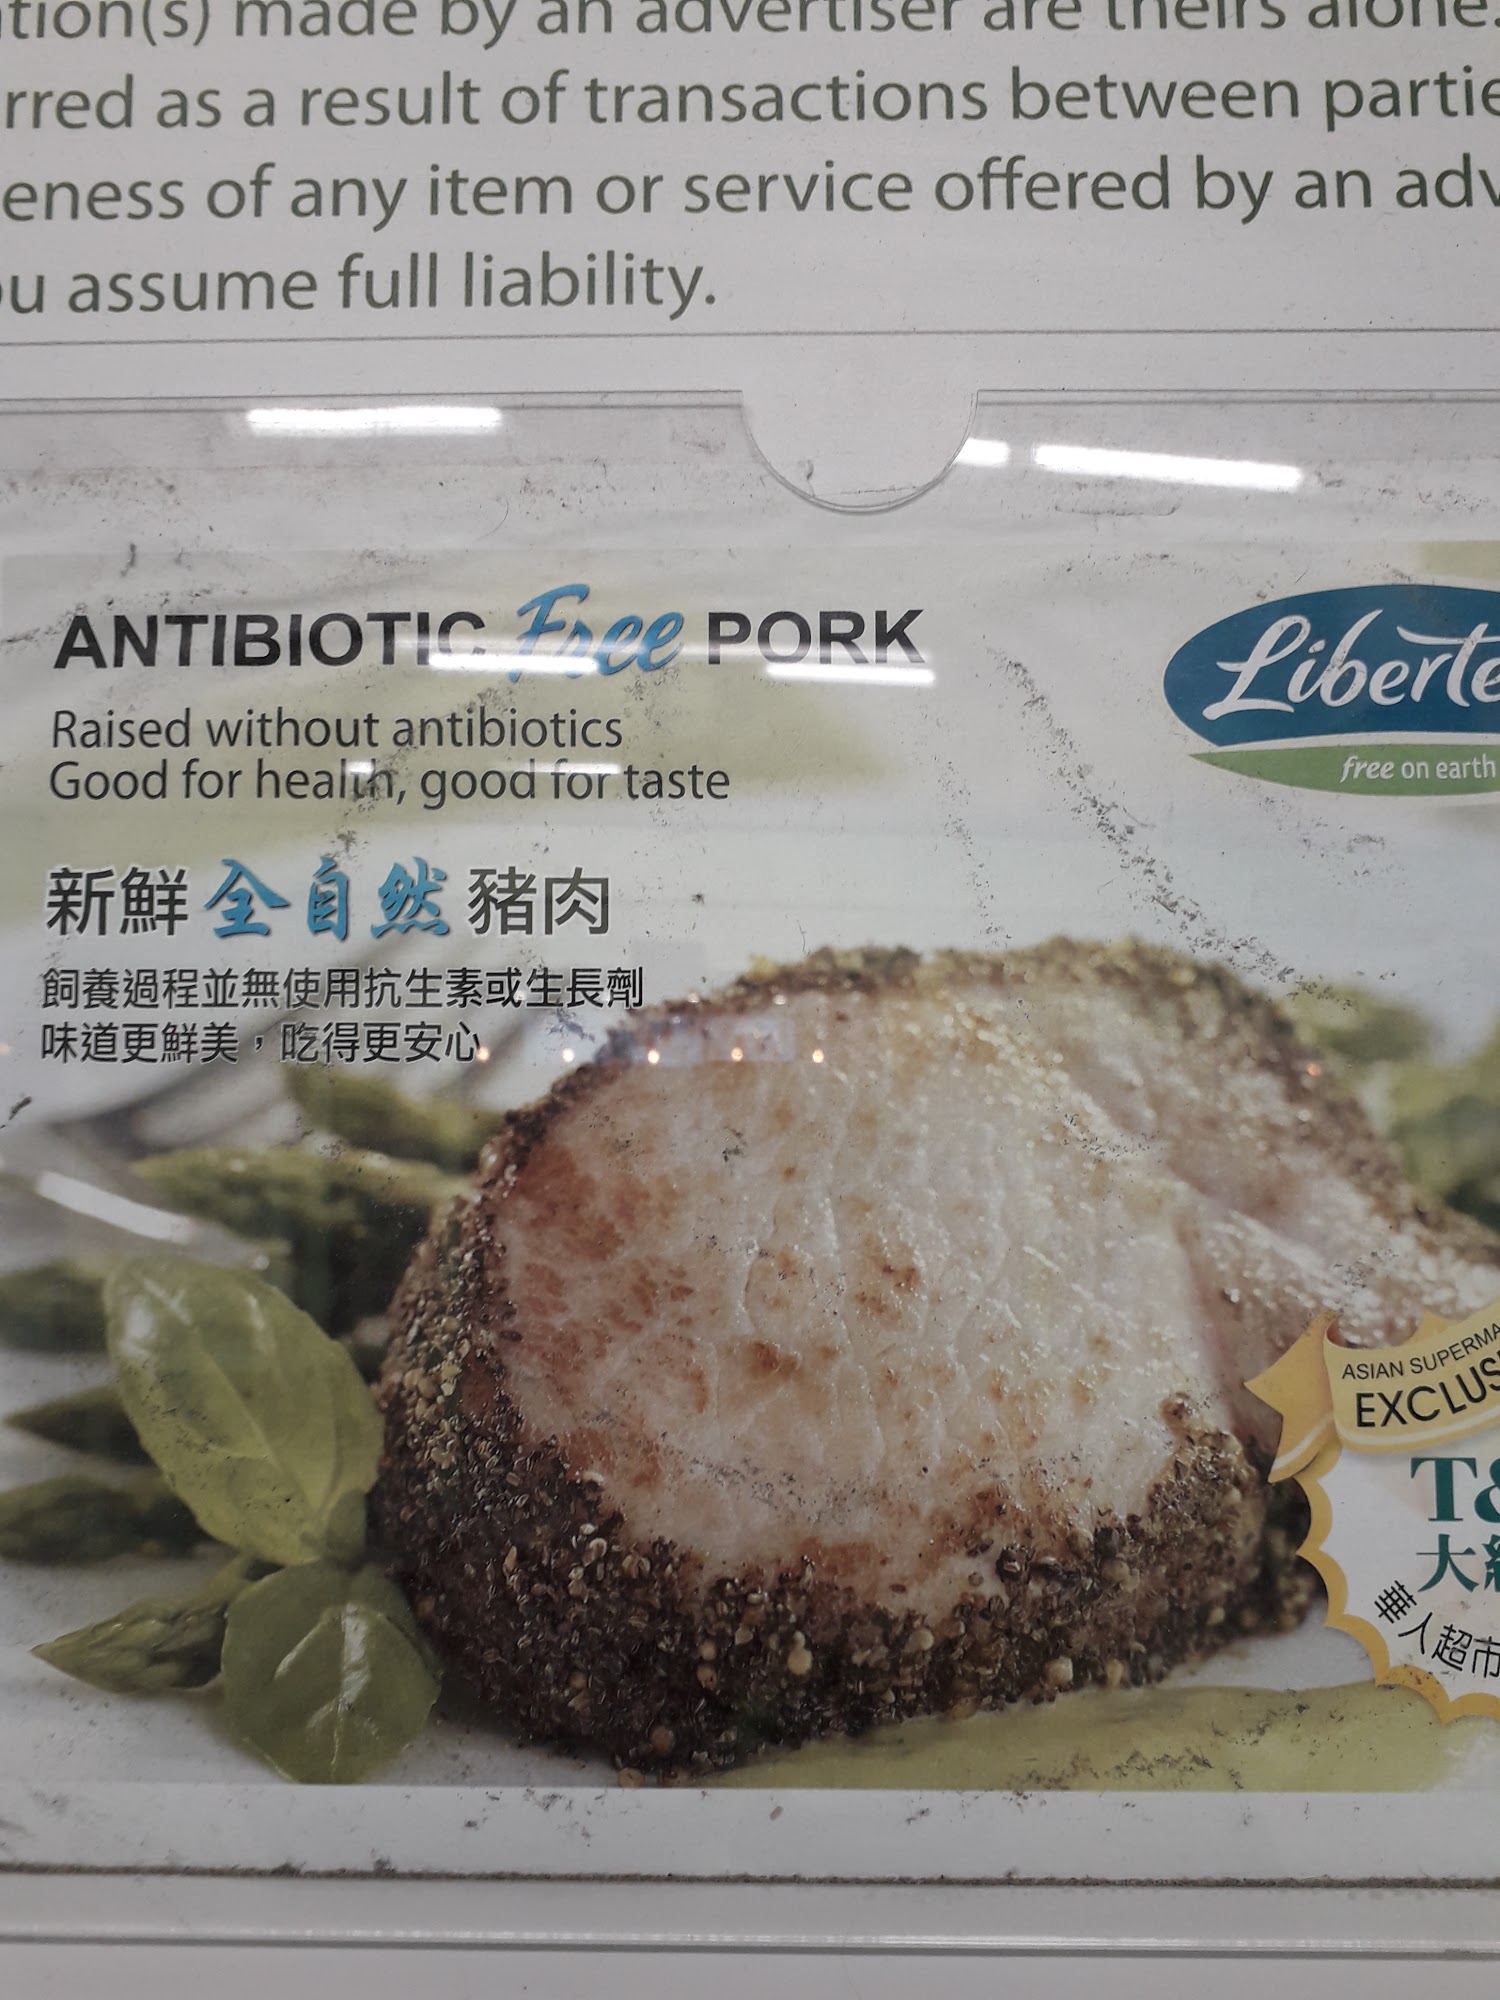 tion(s) made by an advertiser are theirs alone.
rred as a result of transactions between partie
eness of any item or service offered by an adv
ou assume full liability.
ANTIBIOTIC Free PORK
Raised without antibiotics
Good for health, good for taste
新鮮全自然豬肉
飼養過程並無使用抗生素或生長劑
味道更鮮美，吃得更安心
Liberte
free on earth
ASIAN SUPERMA
EXCLUS
T&
大
華人超市